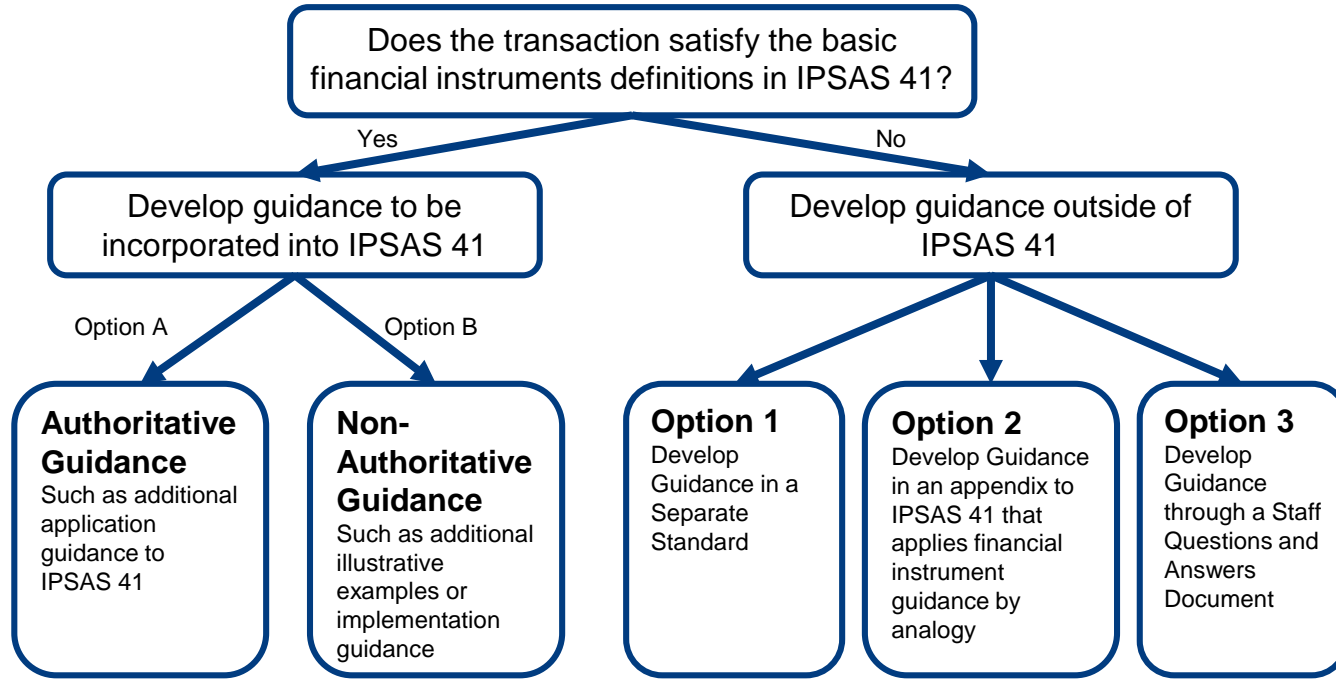 Does the transaction satisfy the basic
financial instruments definitions in IPSAS 41?
Yes
No
Develop guidance to be
incorporated into IPSAS 41
Develop guidance outside of
IPSAS 41
Option A
Option B
Authoritative
Guidance
Such as additional
application
guidance to
IPSAS 41
Non-
Authoritative
Guidance
Such as additional
illustrative
examples or
implementation
guidance
Option 1
Develop
Guidance in a
Separate
Standard
Option 2
Develop Guidance
in an appendix to
IPSAS 41 that
applies financial
instrument
guidance by
analogy
Option 3
Develop
Guidance
through a Staff
Questions and
Answers
Document